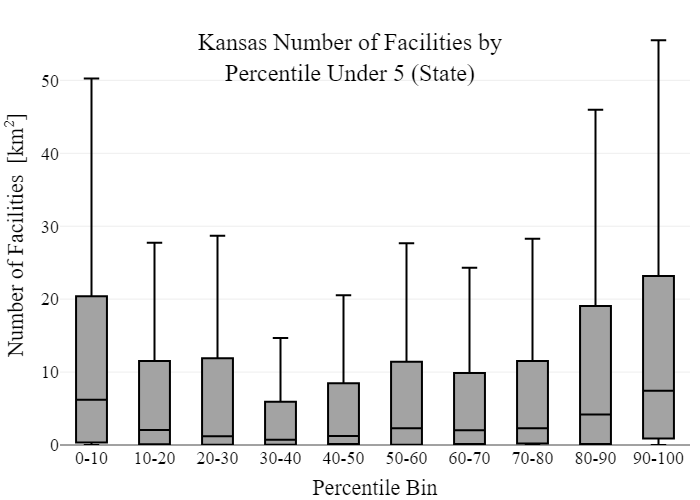 Kansas Number of Facilities by
Percentile Under 5 (State)
Number of Facilities [km²]
50
40
30
20
10
0
0-10 10-20 20-30 30-40 40-50 50-60 60-70 70-80 80-90 90-100
Percentile Bin